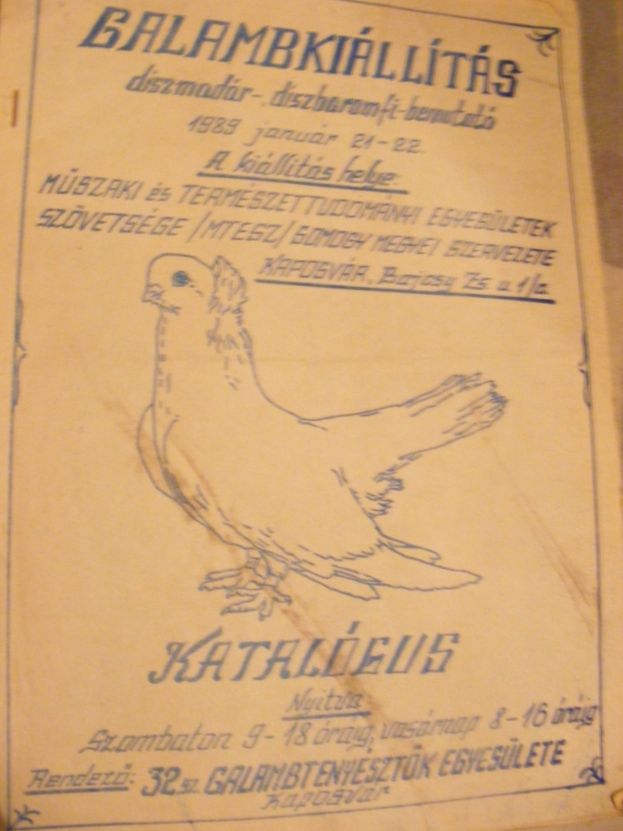 GALAMBKIÁLLÍTÁS
díszmadár-, díszbaromfi-bemutató
1989 január 21-22.
A kiállítás helye:
MŰSZAKI és TERMÉSZETTUDOMÁNYI EGYESÜLETEK
SZÖVETSÉGE /MTESZ/ SOMOGY MEGYEI SZERVEZETE
KAPOSVÁR, Bajcsy Zs. u 1/c.
KATALÓGUS
Nyitva:
Szombaton 9-18 óráig, vasárnap 8-16 óráig
Rendező: 32 sz. GALAMBTENYÉSZTŐK EGYESÜLETE
Kaposvár